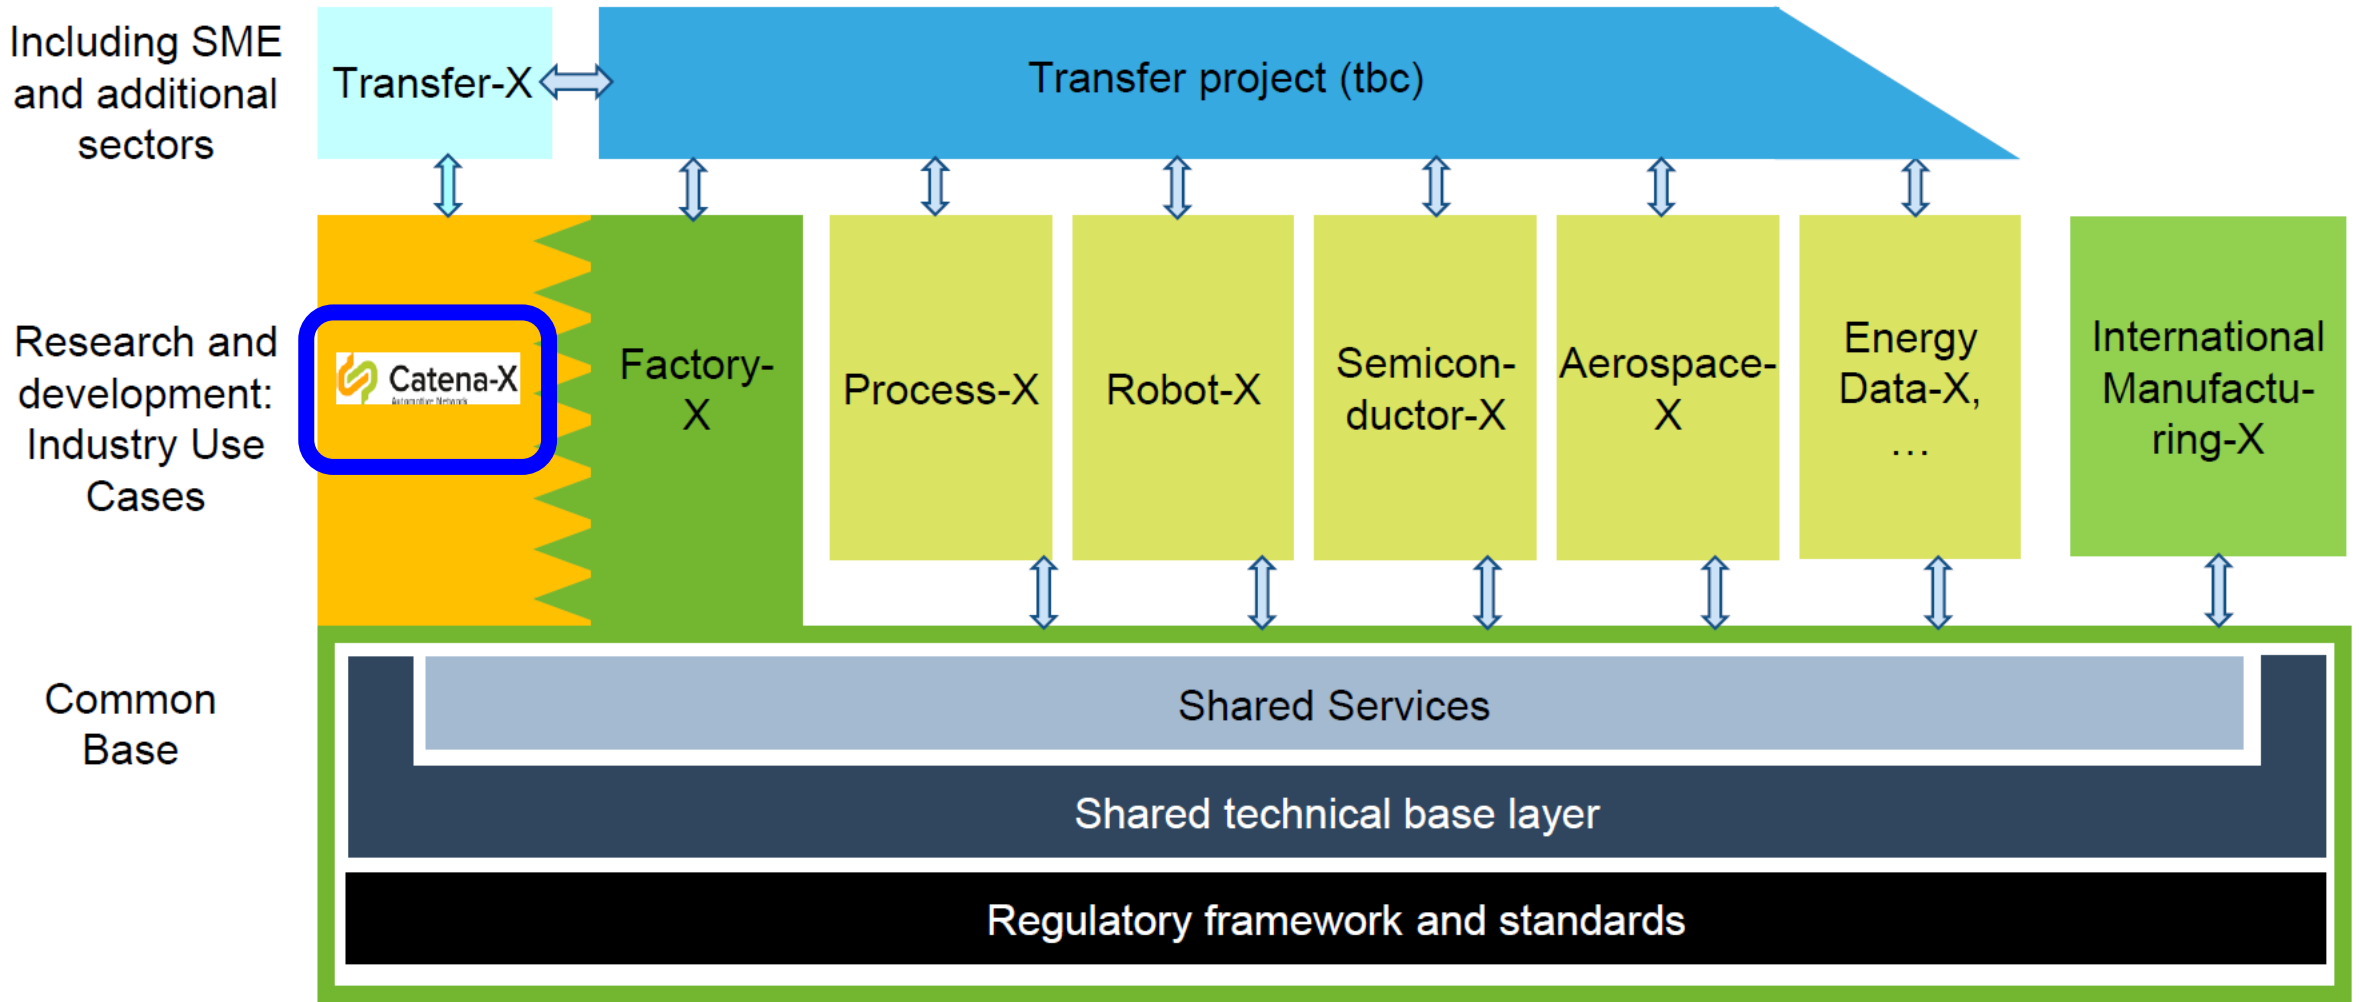 Including SME
and additional
sectors
Transfer-X
Transfer project (tbc)
Research and
development:
Industry Use
Cases
Catena-X
Automotive Network
Factory-
X
Process-X
Robot-X
Semicon-
ductor-X
Aerospace-
X
Energy
Data-X,
...
International
Manufactu-
ring-X
Common
Base
Shared Services
Shared technical base layer
Regulatory framework and standards